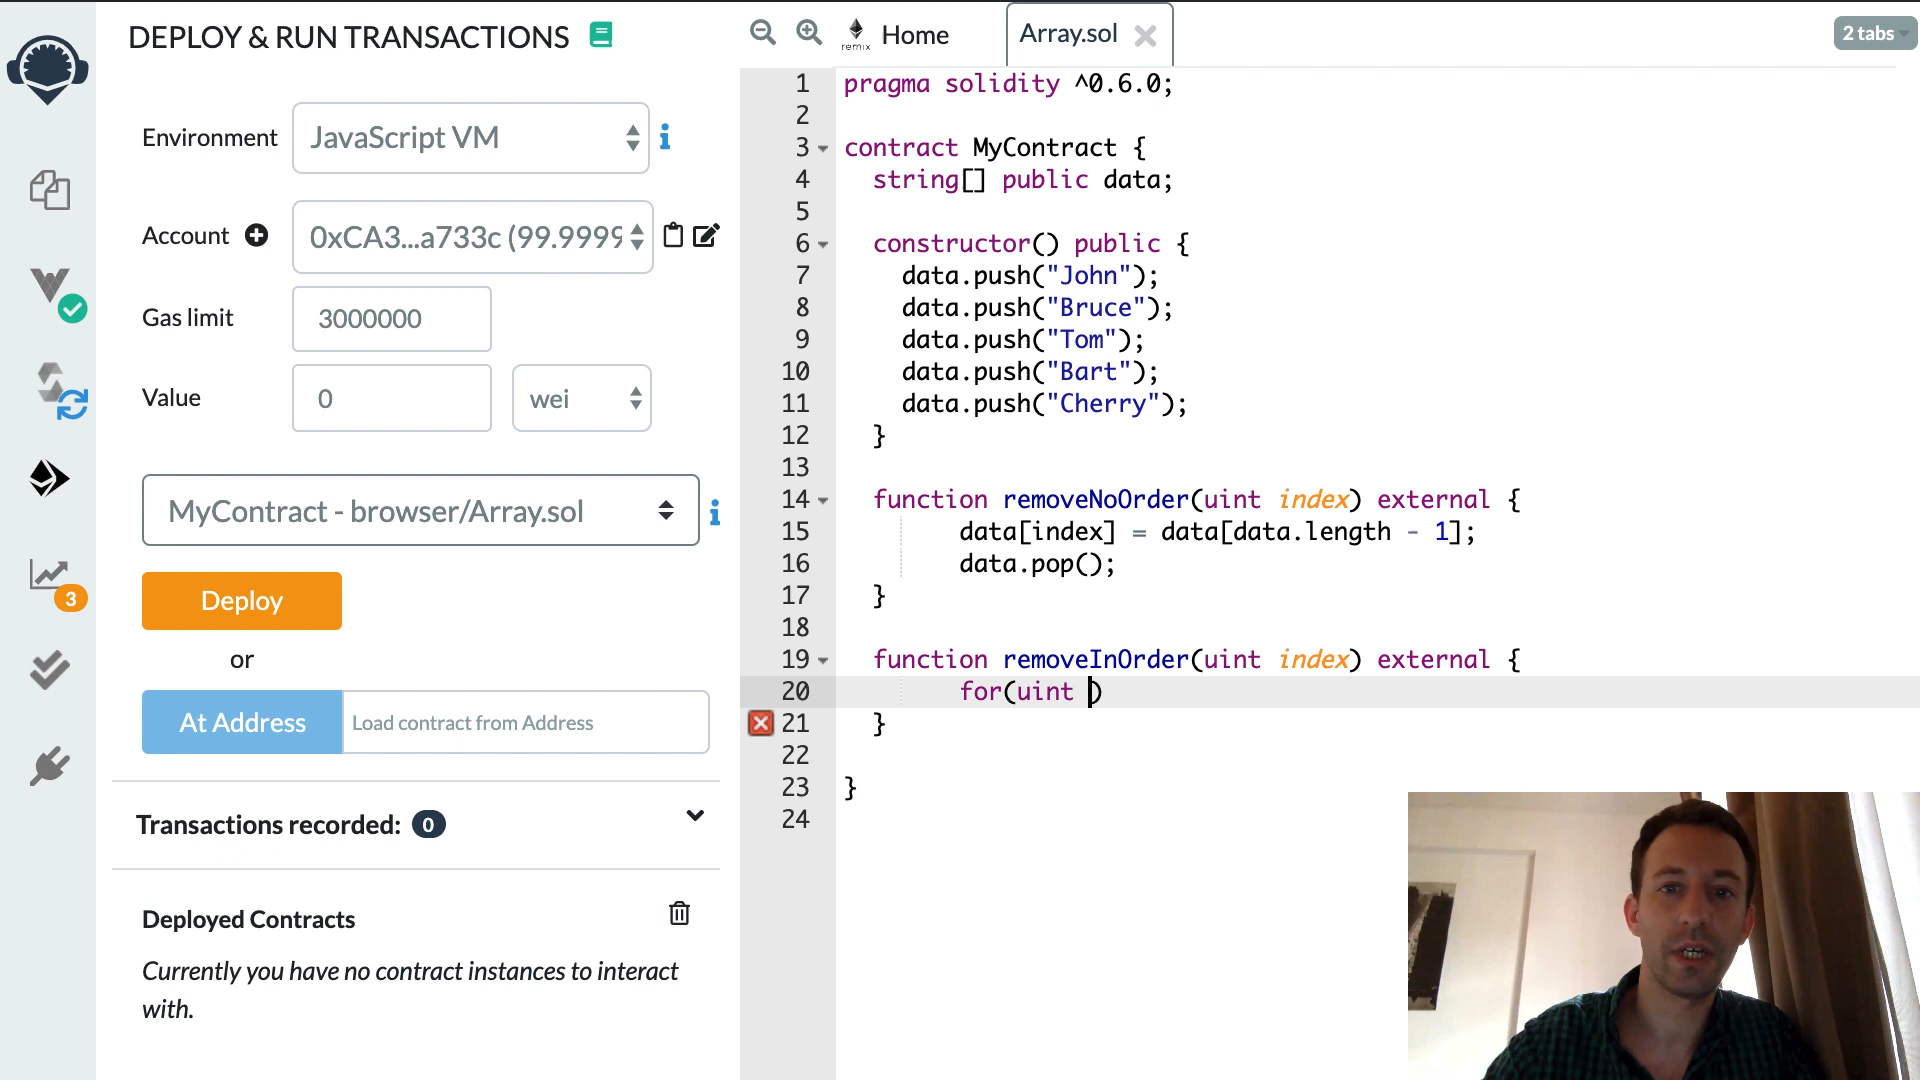 DEPLOY & RUN TRANSACTIONS
Environment
JavaScript VM
Account
0xCA3...a733c (99.9999
Gas limit
3000000
Value
0
wei
MyContract - browser/Array.sol
Deploy
or
At Address
Load contract from Address
Transactions recorded: 0
Deployed Contracts
Currently you have no contract instances to interact
with.
3
remix
Home
Array.sol
2 tabs
1 pragma solidity ^0.6.0;
2
3 contract MyContract {
4 string[] public data;
5
6 constructor() public {
7 data.push("John");
8 data.push("Bruce");
9 data.push("Tom");
10 data.push("Bart");
11 data.push("Cherry");
12 }
13
14 function removeNoOrder(uint index) external {
15 data[index] = data[data.length - 1];
16 data.pop();
17 }
18
19 function removeInOrder(uint index) external {
20 for(uint )
21 }
22
23 }
24